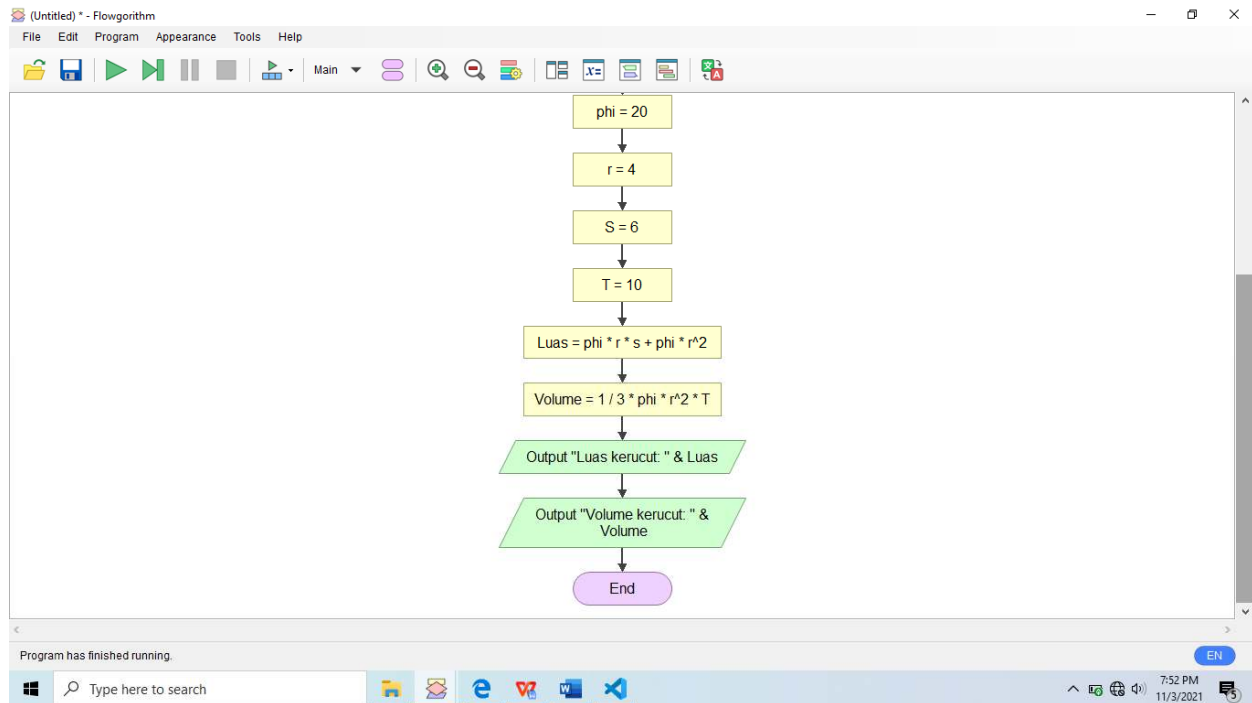 (Untitled) * - Flowgorithm
File Edit Program Appearance Tools Help
Main
phi = 20
r = 4
S = 6
T = 10
Luas = phi * r * s + phi * r^2
Volume = 1 / 3 * phi * r^2 * T
Output "Luas kerucut: " & Luas
Output "Volume kerucut: " &
Volume
End
Program has finished running.
EN
Type here to search
7:52 PM
11/3/2021
5